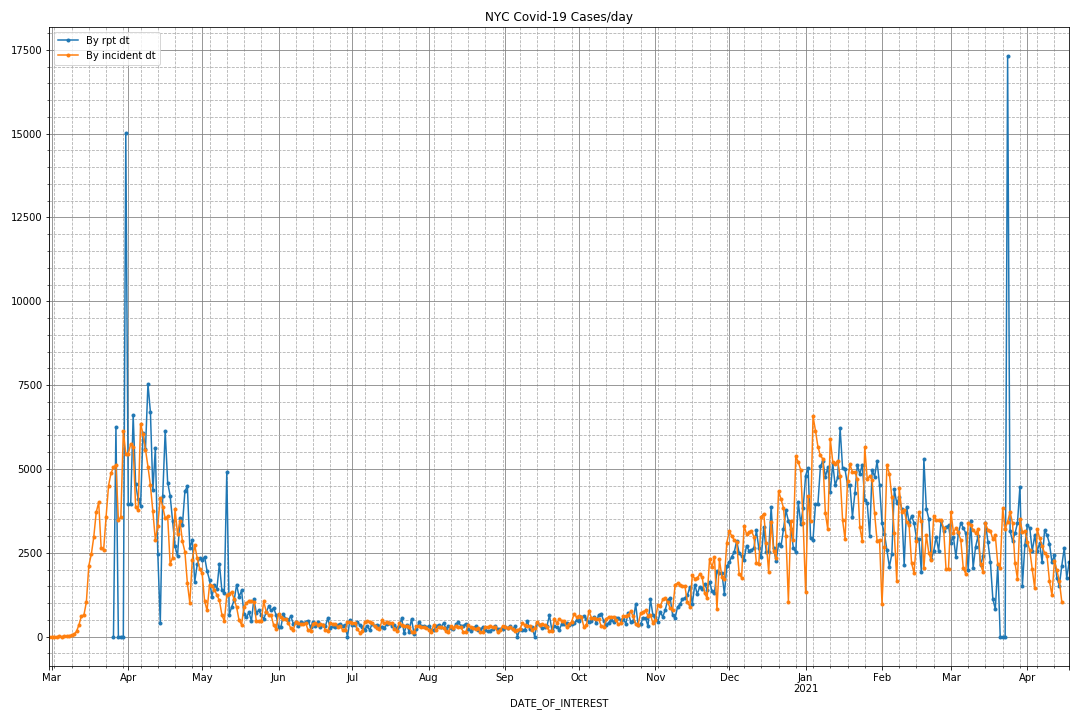 NYC Covid-19 Cases/day
By rpt dt
By incident dt
17500
15000
12500
10000
7500
5000
2500
0
Mar Apr May Jun Jul Aug Sep Oct Nov Dec Jan Feb Mar Apr
2021
DATE_OF_INTEREST